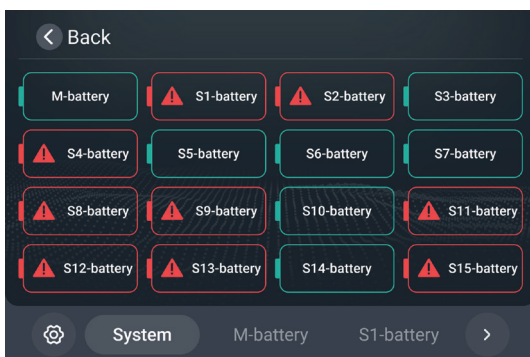 Back
M-battery S1-battery S2-battery S3-battery
S4-battery S5-battery S6-battery S7-battery
S8-battery S9-battery S10-battery S11-battery
S12-battery S13-battery S14-battery S15-battery
System M-battery S1-battery